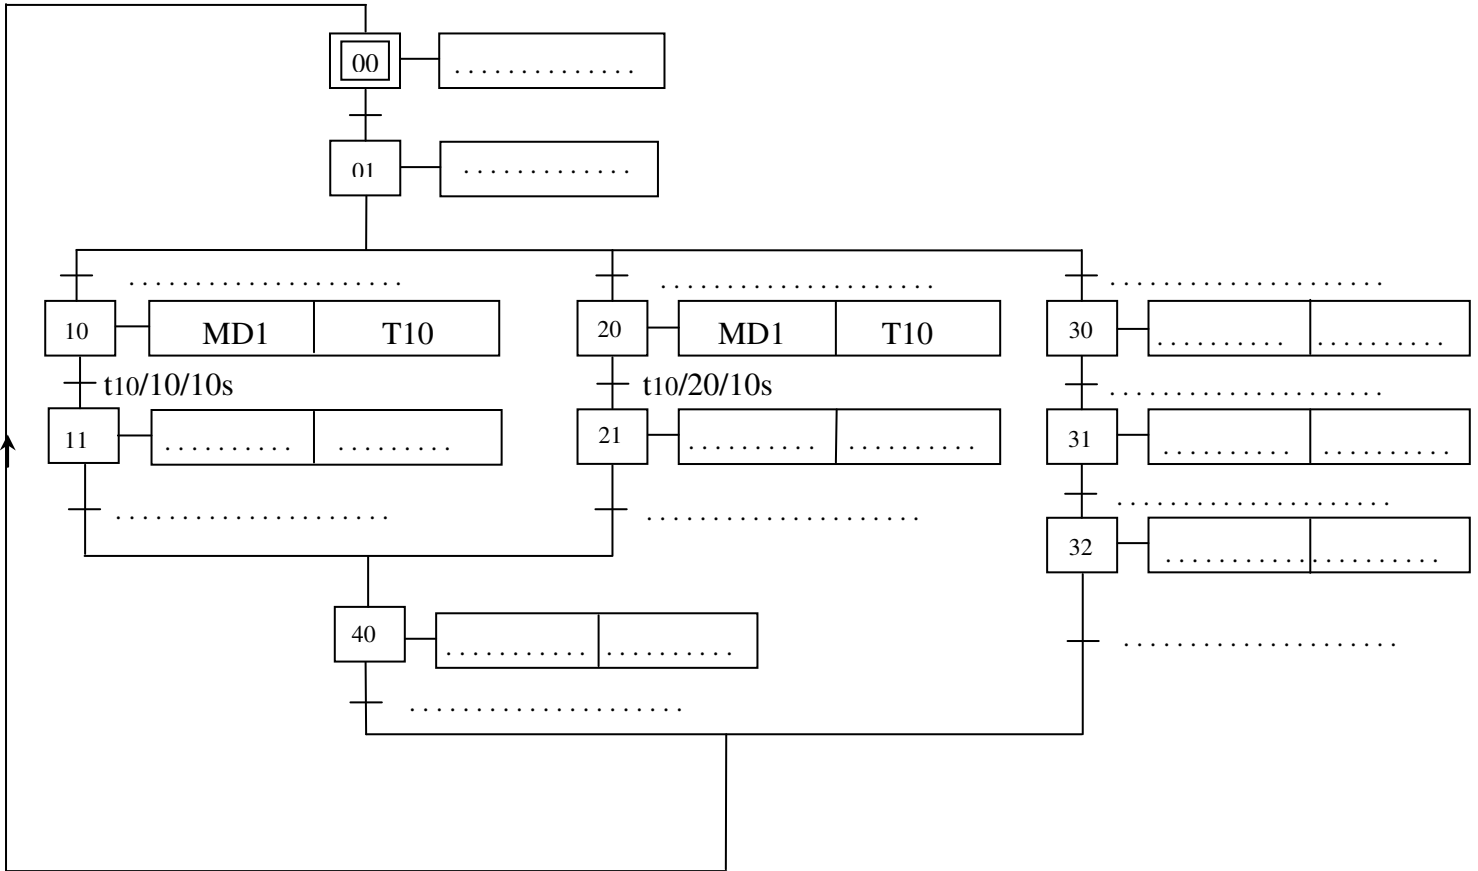 00 . . . . . . . . . . . . . .
01 . . . . . . . . . . . . .
. . . . . . . . . . . . . . . . . . . . . . . . . . . . . . . . . . . . . . . . . . . . . . . . . . . . . . . . . . . . . . .
10 MD1 T10 20 MD1 T10 30 . . . . . . . . . . . . . . . . . . . .
t10/10/10s t10/20/10s . . . . . . . . . . . . . . . . . . . . .
11 . . . . . . . . . . . . . . . . . . . 21 . . . . . . . . . . . . . . . . . . . . 31 . . . . . . . . . . . . . . . . . . . .
. . . . . . . . . . . . . . . . . . . . . . . . . . . . . . . . . . . . . . . . . . . . . . . . . . . . . . . . . . . . . . .
32 . . . . . . . . . . . . . . . . . . . . .
40 . . . . . . . . . . . . . . . . . . . . . . . . . . . . . . . . . . . . . . . . . .
. . . . . . . . . . . . . . . . . . . . .